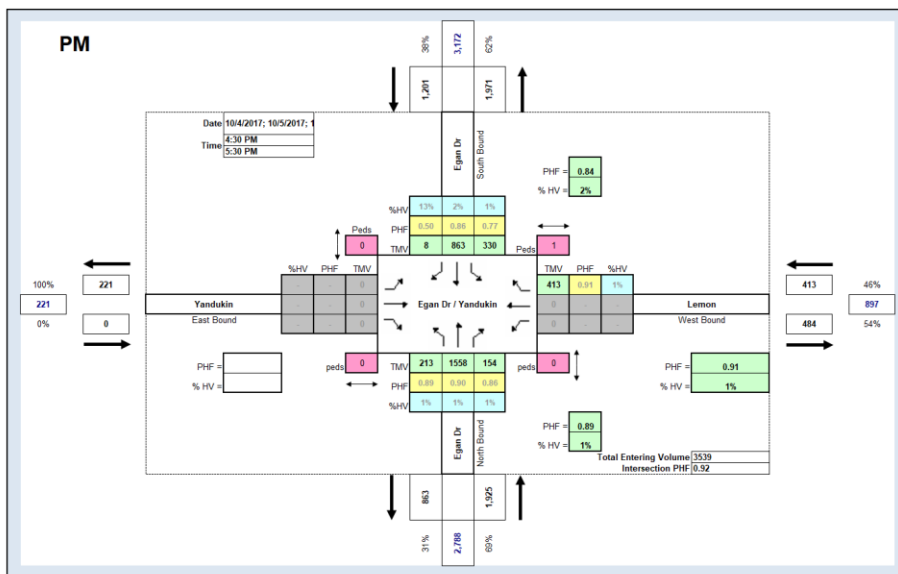 PM
38% 3,172 62%
1,201 1,971
Date 10/4/2017; 10/5/2017; 1
Time 4:30 PM
5:30 PM
Egan Dr
South Bound
PHF = 0.84
% HV = 2%
%HV 13% 2% 1%
Peds PHF 0.50 0.86 0.77
0 TMV 8 863 330 Peds 1
%HV PHF TMV
TMV PHF %HV
100% 221
221
0% 0
Yandukin
East Bound
- - 0
- - 0
- - 0
Egan Dr / Yandukin
413 0.91 1%
0 - -
0 - -
Lemon
West Bound
413 46%
897
484 54%
peds 0 TMV 213 1558 154 peds 0
PHF 0.89 0.90 0.86
%HV 1% 1% 1%
PHF =
% HV =
PHF = 0.91
% HV = 1%
Egan Dr
North Bound
PHF = 0.89
% HV = 1%
Total Entering Volume 3539
Intersection PHF 0.92
863 1,925
31% 2,788 69%